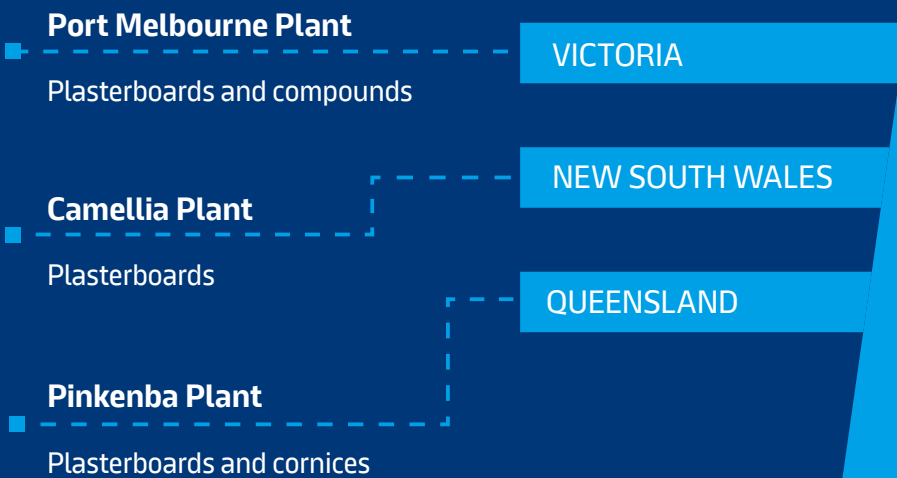 Port Melbourne Plant
VICTORIA
Plasterboards and compounds
NEW SOUTH WALES
Camellia Plant
Plasterboards
QUEENSLAND
Pinkenba Plant
Plasterboards and cornices